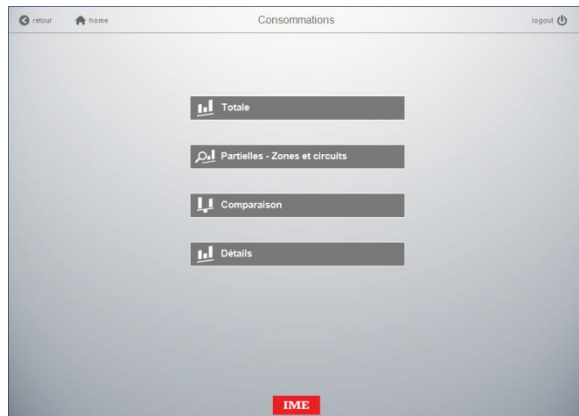 retour home Consommations logout
Totale
Partielles - Zones et circuits
Comparaison
Détails
IME